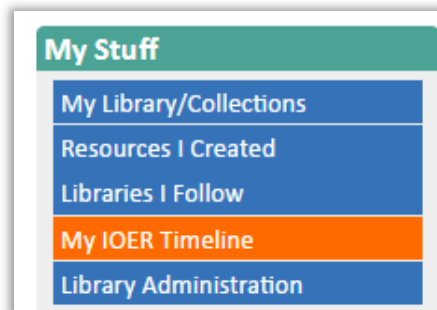 My Stuff
My Library/Collections
Resources I Created
Libraries I Follow
My IOER Timeline
Library Administration